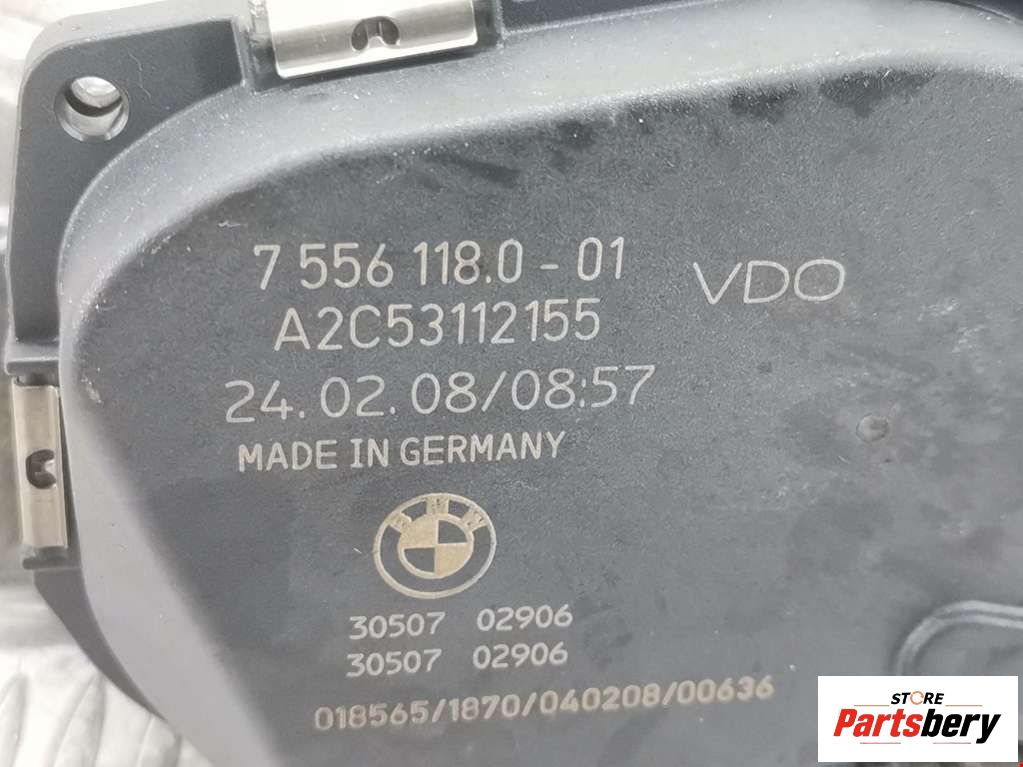 7 556 118.0 - 01
VDO
A2C53112155
24.02.08/08:57
MADE IN GERMANY
BMW
30507 02906
30507 02906
018565/1870/040208/00636
STORE
Partsbery